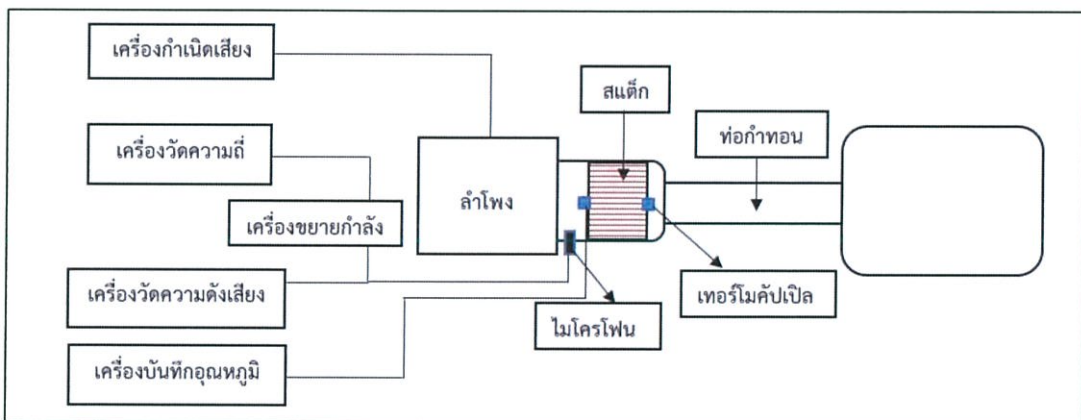 เครื่องกำเนิดเสียง
สแต็ก
ท่อกำทอน
เครื่องวัดความถี่
ลำโพง
เครื่องขยายกำลัง
เครื่องวัดความดังเสียง
เทอร์โมคัปเปิล
ไมโครโฟน
เครื่องบันทึกอุณหภูมิ